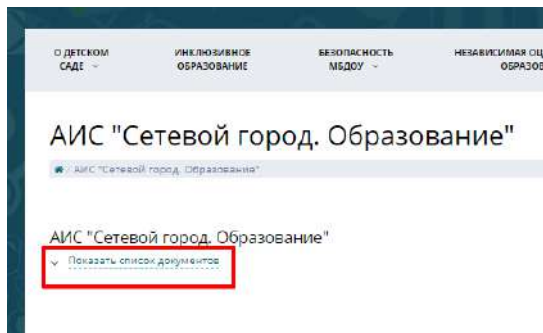 О ДЕТСКОМ САДЕ
ИНКЛЮЗИВНОЕ ОБРАЗОВАНИЕ
БЕЗОПАСНОСТЬ МБДОУ
НЕЗАВИСИМАЯ
АИС "Сетевой город. Образование"
/ АИС "Сетевой город. Образование"
АИС "Сетевой город. Образование"
Показать список документов